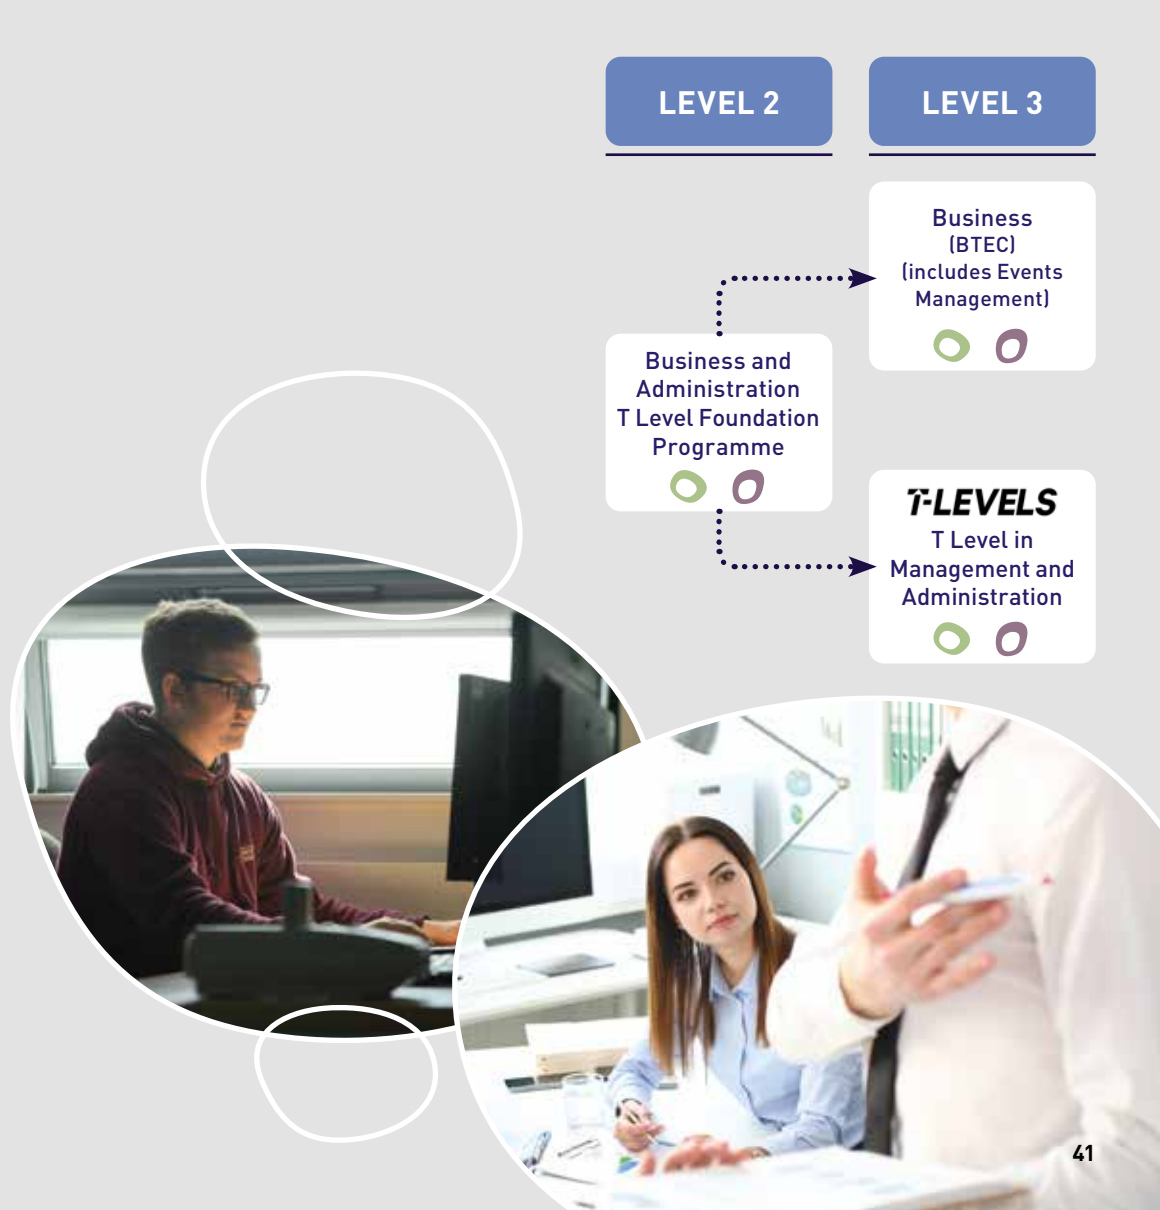 LEVEL 2
LEVEL 3
Business
(BTEC)
(includes Events
Management)
Business and
Administration
T Level Foundation
Programme
T-LEVELS
T Level in
Management and
Administration
41